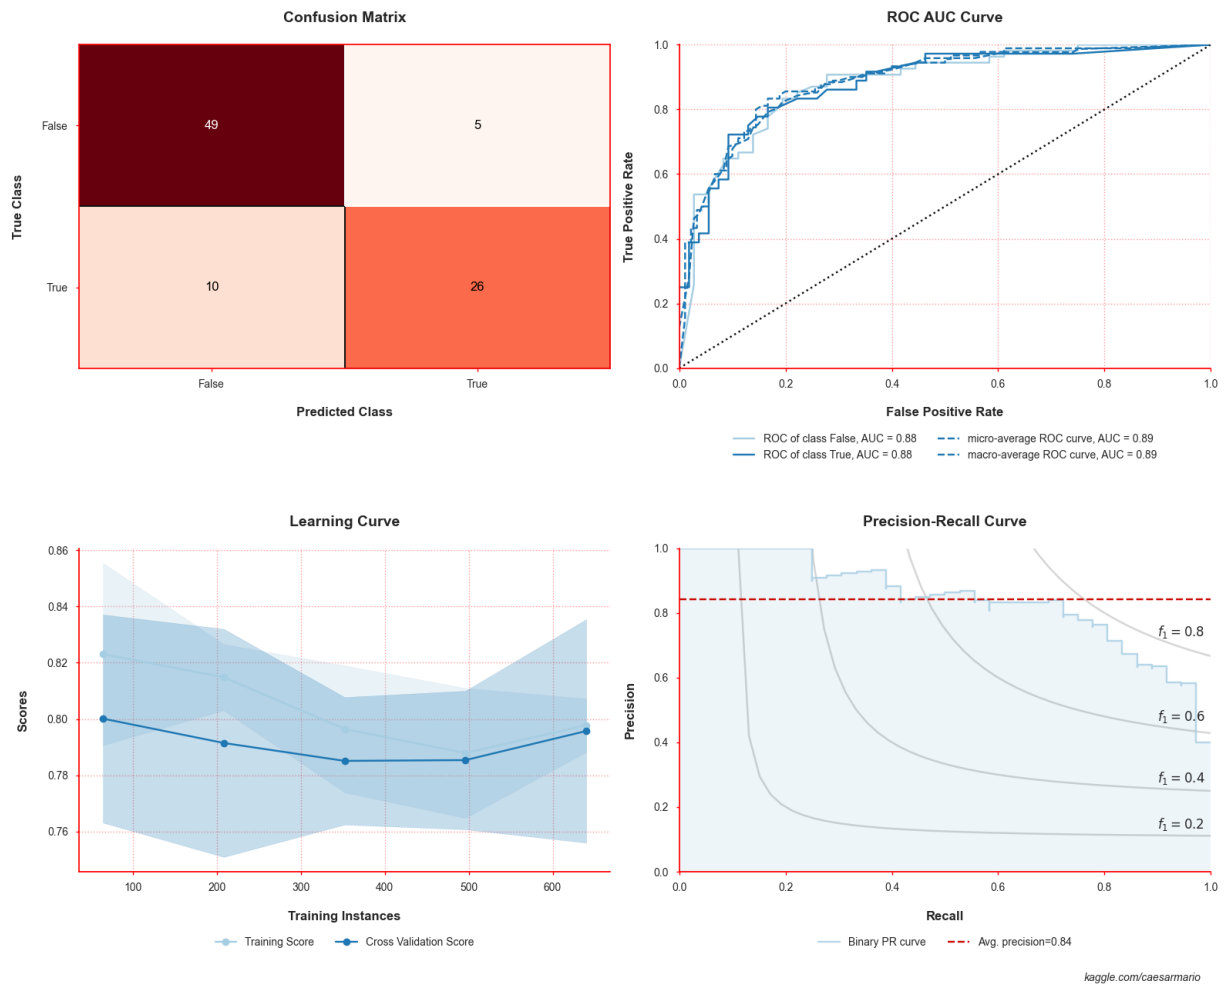 Confusion Matrix
True Class
False
True
49
5
10
26
False
True
Predicted Class
ROC AUC Curve
True Positive Rate
1.0
0.8
0.6
0.4
0.2
0.0
0.0
0.2
0.4
0.6
0.8
1.0
False Positive Rate
ROC of class False, AUC = 0.88
ROC of class True, AUC = 0.88
micro-average ROC curve, AUC = 0.89
macro-average ROC curve, AUC = 0.89
Learning Curve
Scores
0.86
0.84
0.82
0.80
0.78
0.76
100
200
300
400
500
600
Training Instances
Training Score
Cross Validation Score
Precision-Recall Curve
Precision
1.0
0.8
0.6
0.4
0.2
0.0
f1 = 0.8
f1 = 0.6
f1 = 0.4
f1 = 0.2
0.0
0.2
0.4
0.6
0.8
1.0
Recall
Binary PR curve
Avg. precision=0.84
kaggle.com/caesarmario